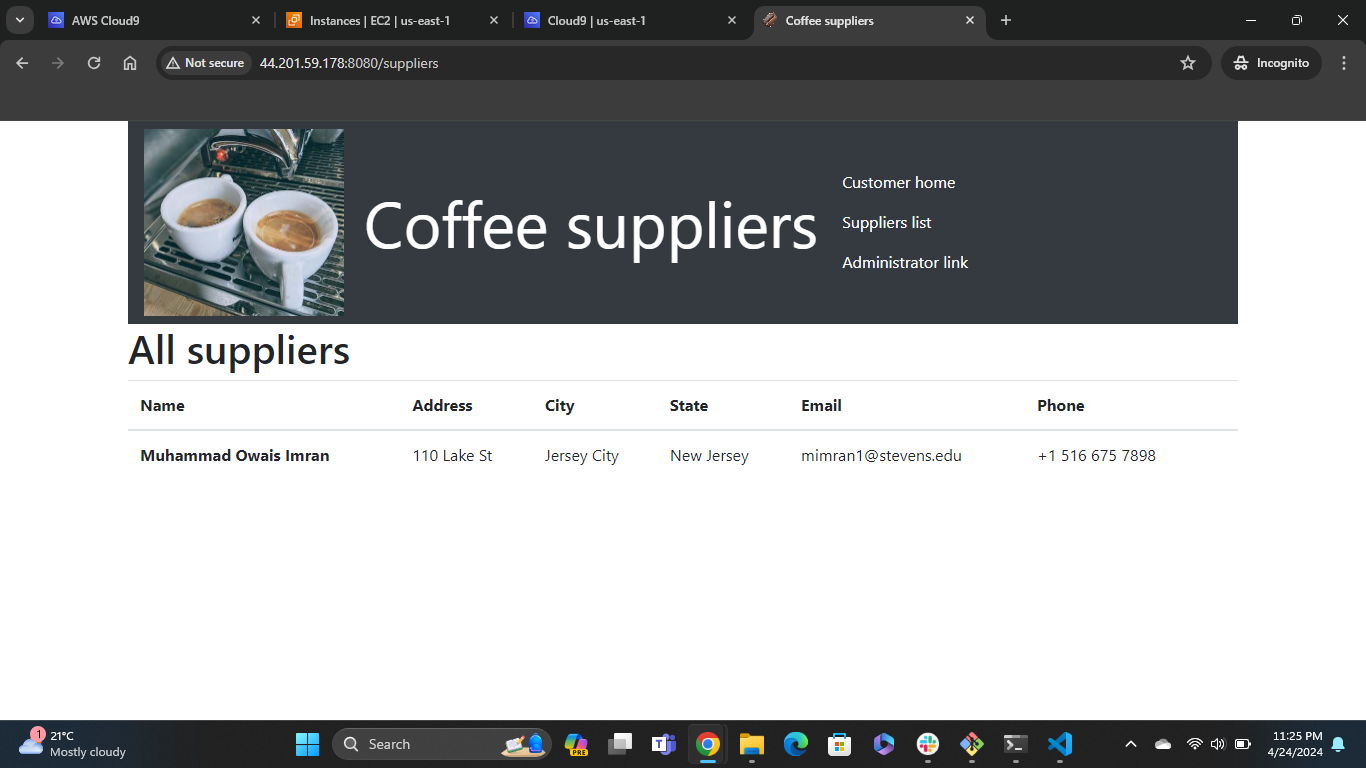 AWS Cloud9
Instances | EC2 | us-east-1
Cloud9 | us-east-1
Coffee suppliers
Not secure
44.201.59.178:8080/suppliers
Incognito
Coffee suppliers
Customer home
Suppliers list
Administrator link
All suppliers
Name Address City State Email Phone
Muhammad Owais Imran 110 Lake St Jersey City New Jersey mimran1@stevens.edu +1 516 675 7898
1
21°C
Mostly cloudy
Search
PRE
11:25 PM
4/24/2024